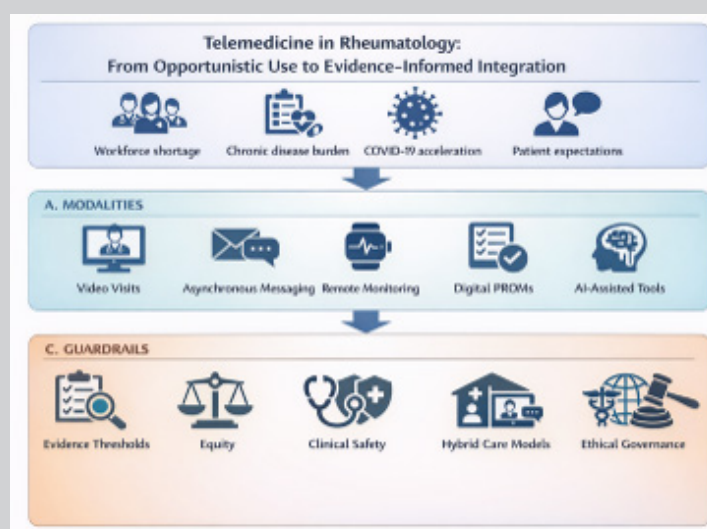 Telemedicine in Rheumatology:
From Opportunistic Use to Evidence-Informed Integration
Workforce shortage
Chronic disease burden
COVID-19 acceleration
Patient expectations
A. MODALITIES
Video Visits
Asynchronous Messaging
Remote Monitoring
Digital PROMs
AI-Assisted Tools
C. GUARDRAILS
Evidence Thresholds
Equity
Clinical Safety
Hybrid Care Models
Ethical Governance